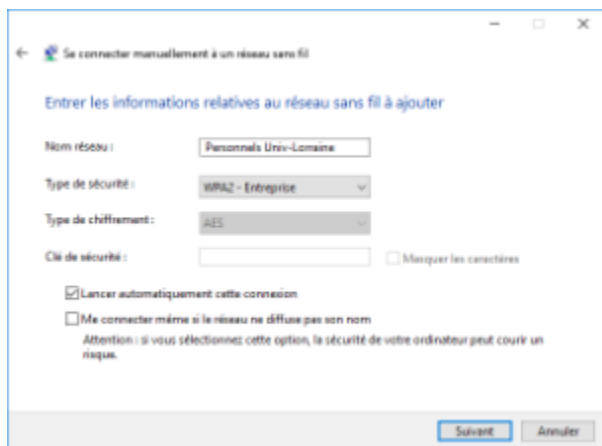 Se connecter manuellement à un réseau sans fil
Entrer les informations relatives au réseau sans fil à ajouter
Nom réseau :
Personnels Univ-Lorraine
Type de sécurité :
WPA2 - Entreprise
Type de chiffrement :
AES
Clé de sécurité :
Masquer les caractères
Lancer automatiquement cette connexion
Me connecter même si le réseau ne diffuse pas son nom
Attention : si vous sélectionnez cette option, la sécurité de votre ordinateur peut courir un
risque.
Suivant
Annuler